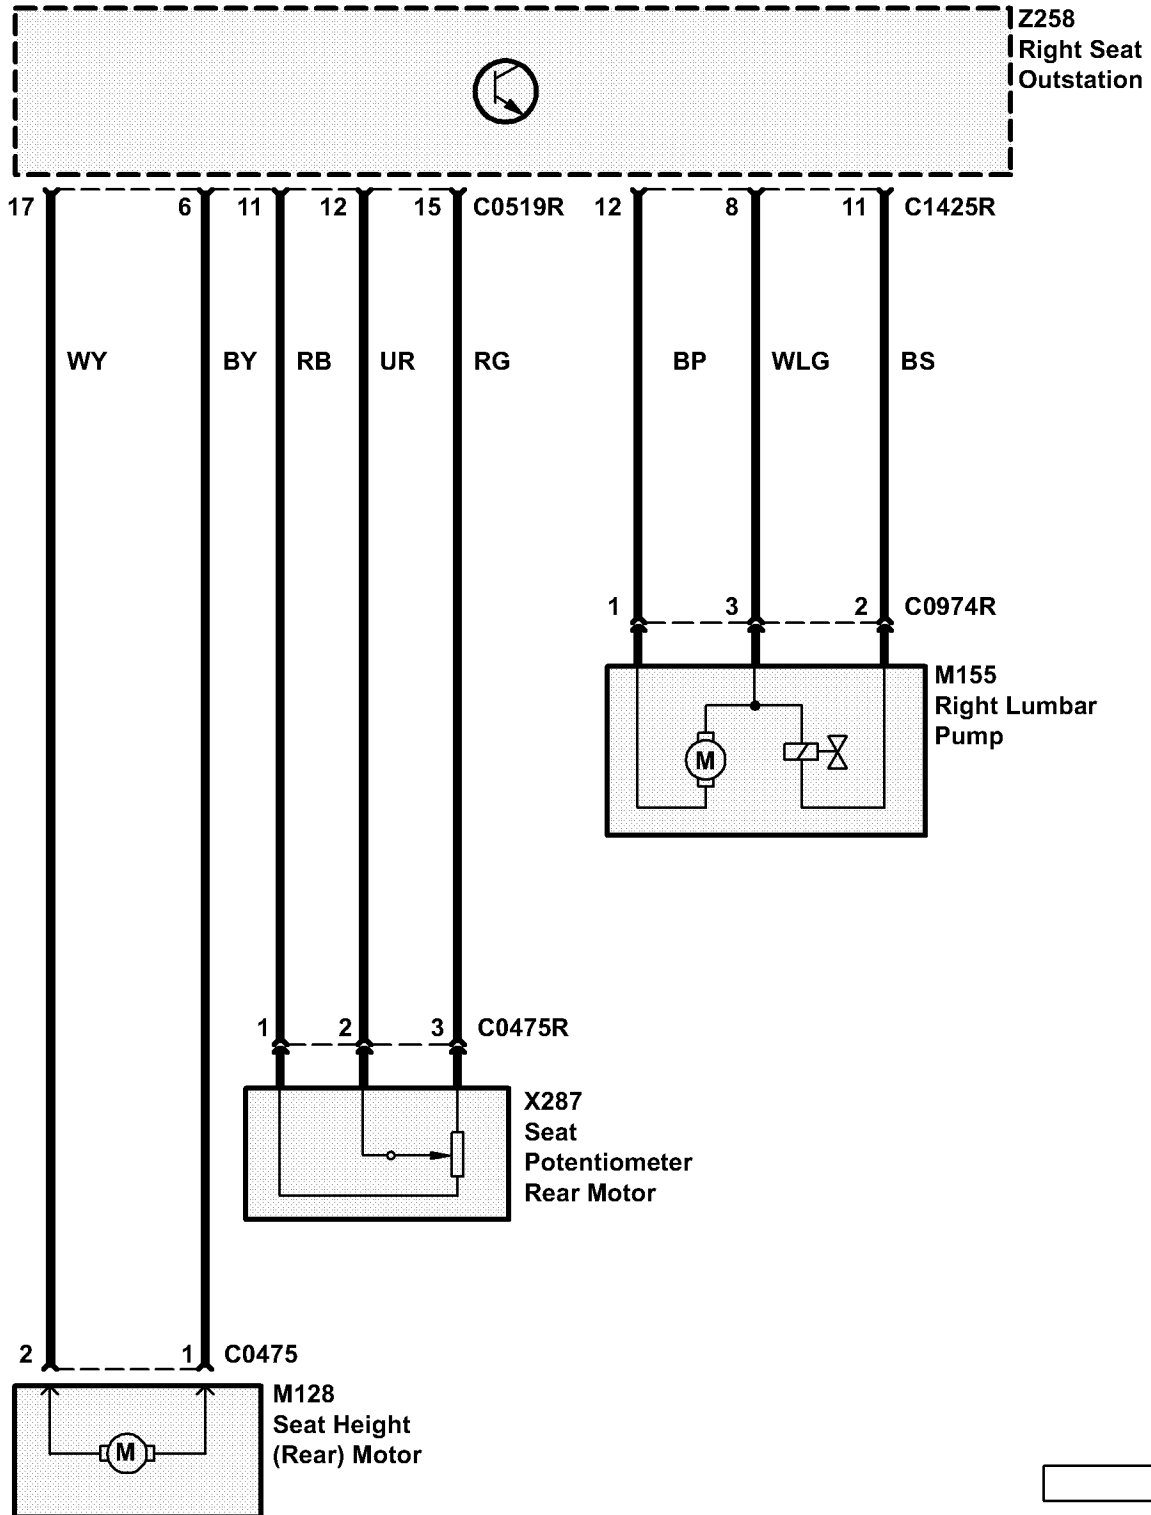 Z258
Right Seat
Outstation
17 6 11 12 15 C0519R 12 8 11 C1425R
WY BY RB UR RG BP WLG BS
1 3 2 C0974R
M155
Right Lumbar
Pump
M
1 2 3 C0475R
X287
Seat
Potentiometer
Rear Motor
2 1 C0475
M128
Seat Height
(Rear) Motor
M